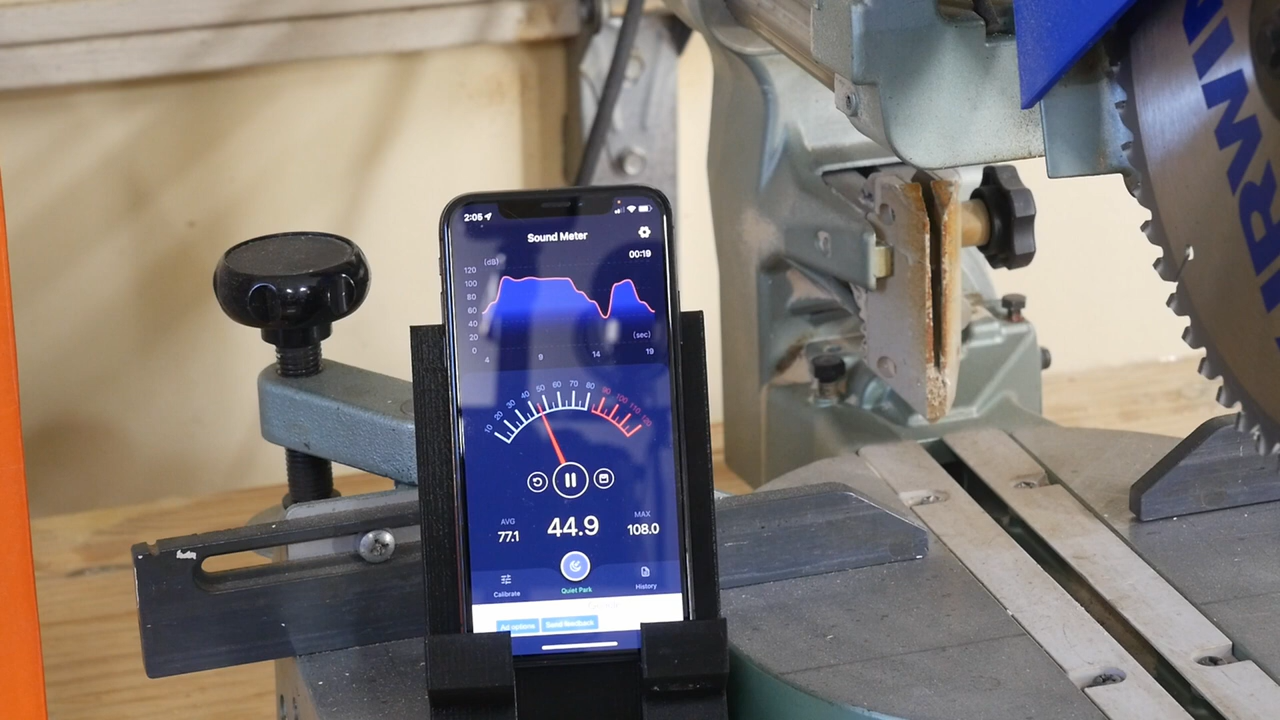 2:05
Sound Meter
00:19
(dB)
120
100
80
60
40
20
0
(sec)
4 9 14 19
10 20 30 40 50 60 70 80 90 100 110 120
AVG
77.1
44.9
MAX
108.0
Calibrate
Quiet Park
History
Ad options
Send feedback
IRWIN